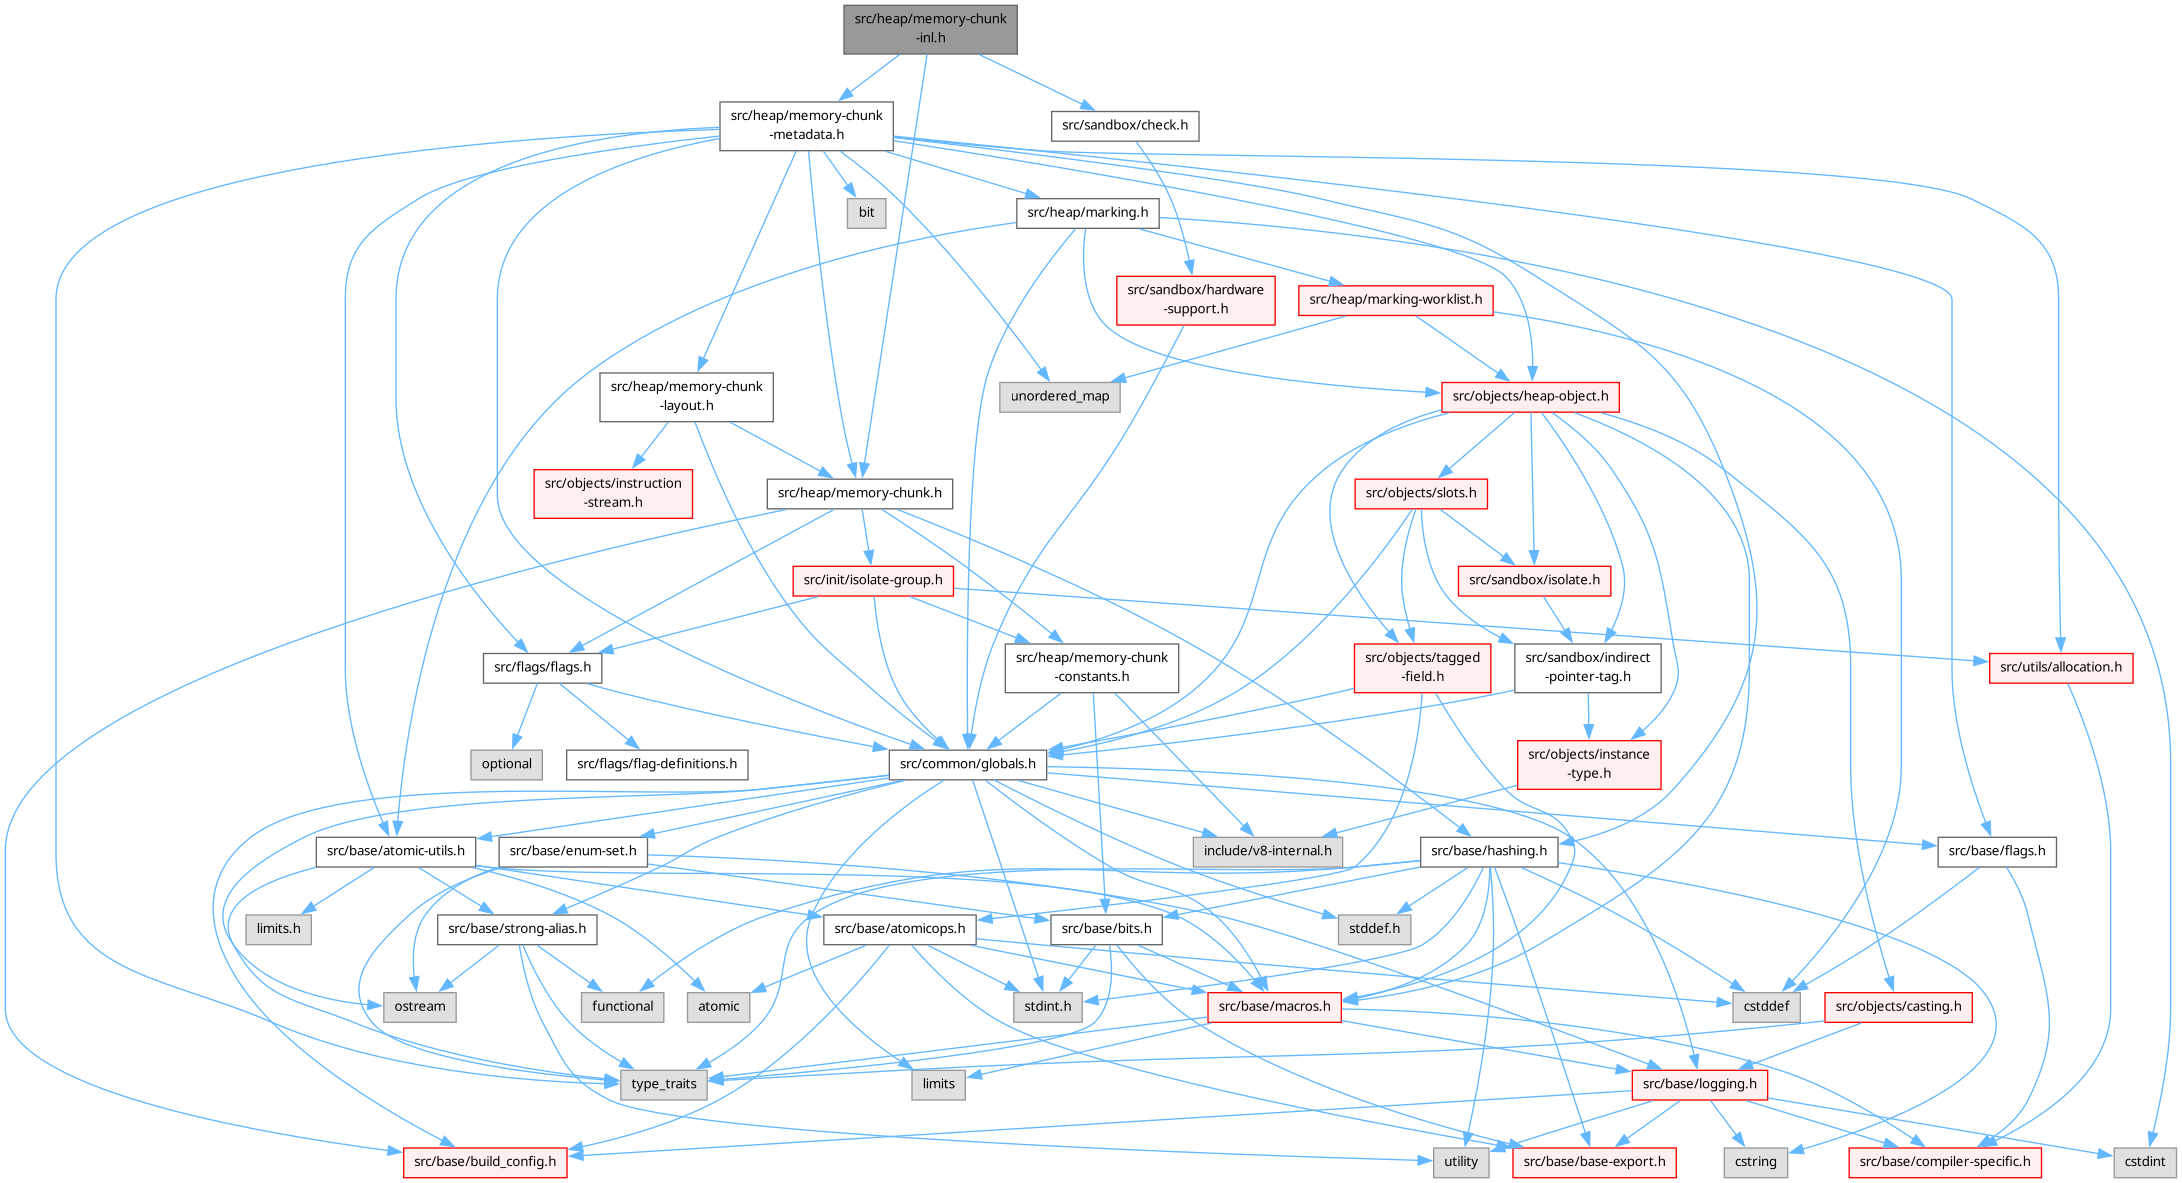 src/heap/memory-chunk
-inl.h
src/heap/memory-chunk
-metadata.h
src/sandbox/check.h
bit
src/heap/marking.h
src/sandbox/hardware
-support.h
src/heap/marking-worklist.h
src/heap/memory-chunk
-layout.h
unordered_map
src/objects/heap-object.h
src/objects/instruction
-stream.h
src/heap/memory-chunk.h
src/objects/slots.h
src/init/isolate-group.h
src/sandbox/isolate.h
src/flags/flags.h
src/heap/memory-chunk
-constants.h
src/objects/tagged
-field.h
src/sandbox/indirect
-pointer-tag.h
src/utils/allocation.h
optional
src/flags/flag-definitions.h
src/common/globals.h
src/objects/instance
-type.h
src/base/atomic-utils.h
src/base/enum-set.h
include/v8-internal.h
src/base/hashing.h
src/base/flags.h
limits.h
src/base/strong-alias.h
src/base/atomicops.h
src/base/bits.h
stddef.h
ostream
functional
atomic
stdint.h
src/base/macros.h
cstddef
src/objects/casting.h
type_traits
limits
src/base/logging.h
src/base/build_config.h
utility
src/base/base-export.h
cstring
src/base/compiler-specific.h
cstdint